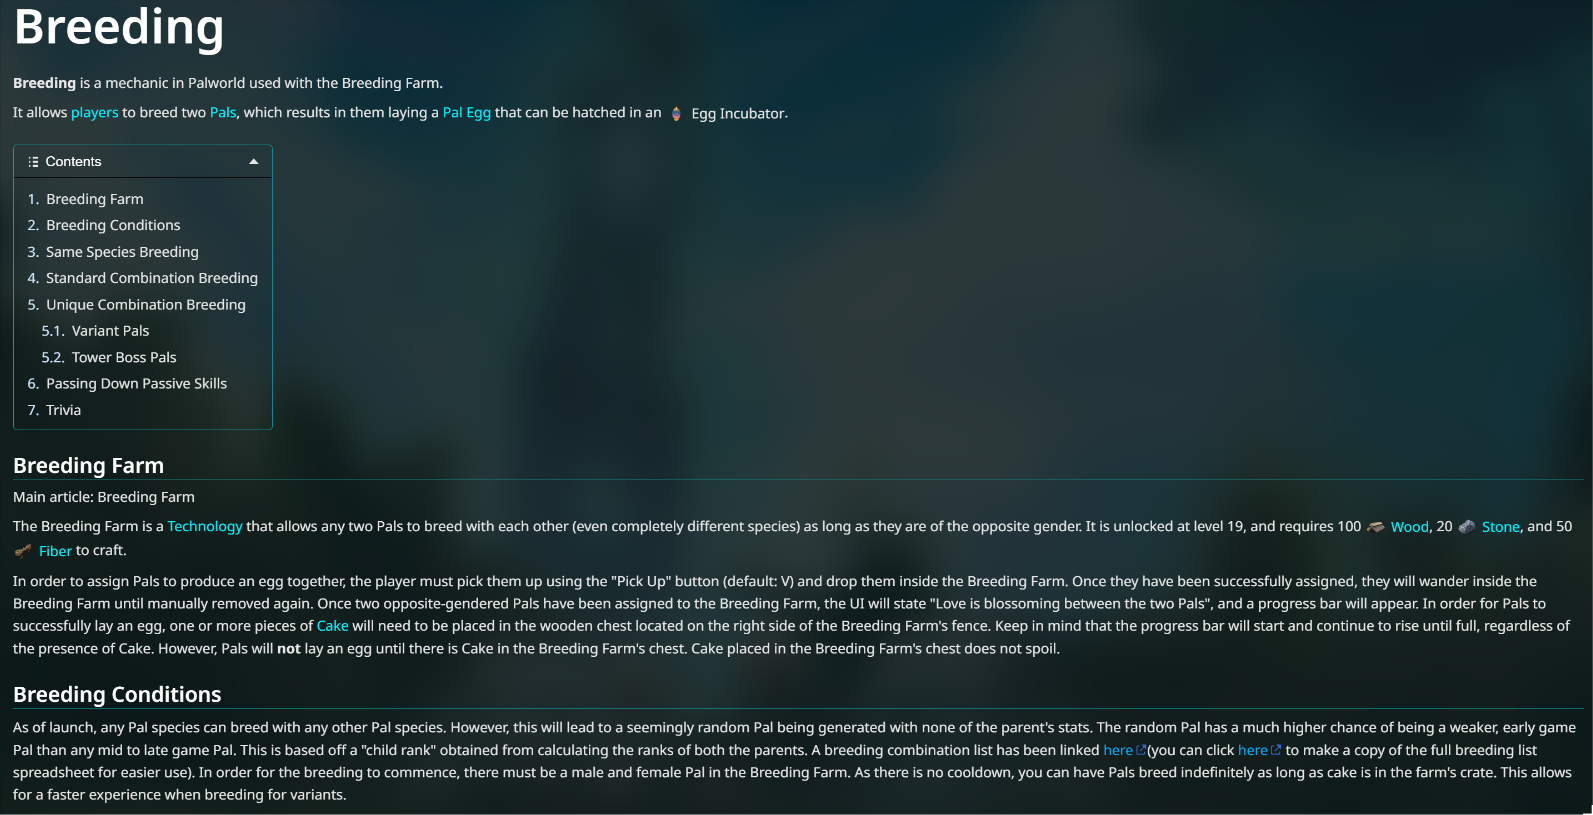 Breeding
Breeding is a mechanic in Palworld used with the Breeding Farm.
It allows players to breed two Pals, which results in them laying a Pal Egg that can be hatched in an Egg Incubator.
Contents
1. Breeding Farm
2. Breeding Conditions
3. Same Species Breeding
4. Standard Combination Breeding
5. Unique Combination Breeding
5.1. Variant Pals
5.2. Tower Boss Pals
6. Passing Down Passive Skills
7. Trivia
Breeding Farm
Main article: Breeding Farm
The Breeding Farm is a Technology that allows any two Pals to breed with each other (even completely different species) as long as they are of the opposite gender. It is unlocked at level 19, and requires 100 Wood, 20 Stone, and 50
Fiber to craft.
In order to assign Pals to produce an egg together, the player must pick them up using the "Pick Up" button (default: V) and drop them inside the Breeding Farm. Once they have been successfully assigned, they will wander inside the
Breeding Farm until manually removed again. Once two opposite-gendered Pals have been assigned to the Breeding Farm, the UI will state "Love is blossoming between the two Pals", and a progress bar will appear. In order for Pals to
successfully lay an egg, one or more pieces of Cake will need to be placed in the wooden chest located on the right side of the Breeding Farm's fence. Keep in mind that the progress bar will start and continue to rise until full, regardless of
the presence of Cake. However, Pals will not lay an egg until there is Cake in the Breeding Farm's chest. Cake placed in the Breeding Farm's chest does not spoil.
Breeding Conditions
As of launch, any Pal species can breed with any other Pal species. However, this will lead to a seemingly random Pal being generated with none of the parent's stats. The random Pal has a much higher chance of being a weaker, early game
Pal than any mid to late game Pal. This is based off a "child rank" obtained from calculating the ranks of both the parents. A breeding combination list has been linked here (you can click here to make a copy of the full breeding list
spreadsheet for easier use). In order for the breeding to commence, there must be a male and female Pal in the Breeding Farm. As there is no cooldown, you can have Pals breed indefinitely as long as cake is in the farm's crate. This allows
for a faster experience when breeding for variants.